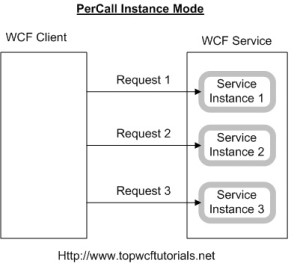 PerCall Instance Mode
WCF Client
WCF Service
Request 1
Service
Instance 1
Request 2
Service
Instance 2
Request 3
Service
Instance 3
Http://www.topwcftutorials.net